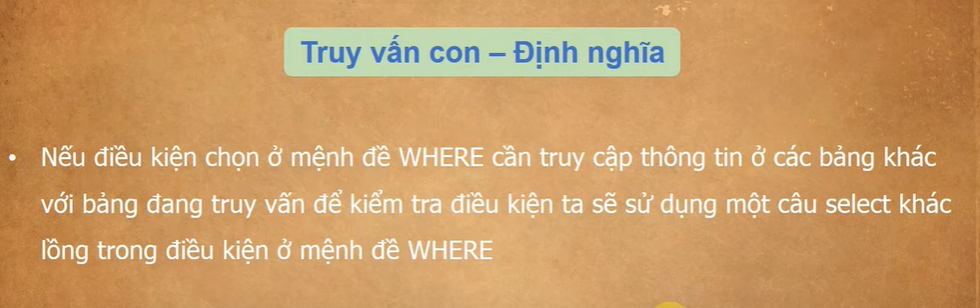 Truy vấn con – Định nghĩa
• Nếu điều kiện chọn ở mệnh đề WHERE cần truy cập thông tin ở các bảng khác
với bảng đang truy vấn để kiểm tra điều kiện ta sẽ sử dụng một câu select khác
lồng trong điều kiện ở mệnh đề WHERE